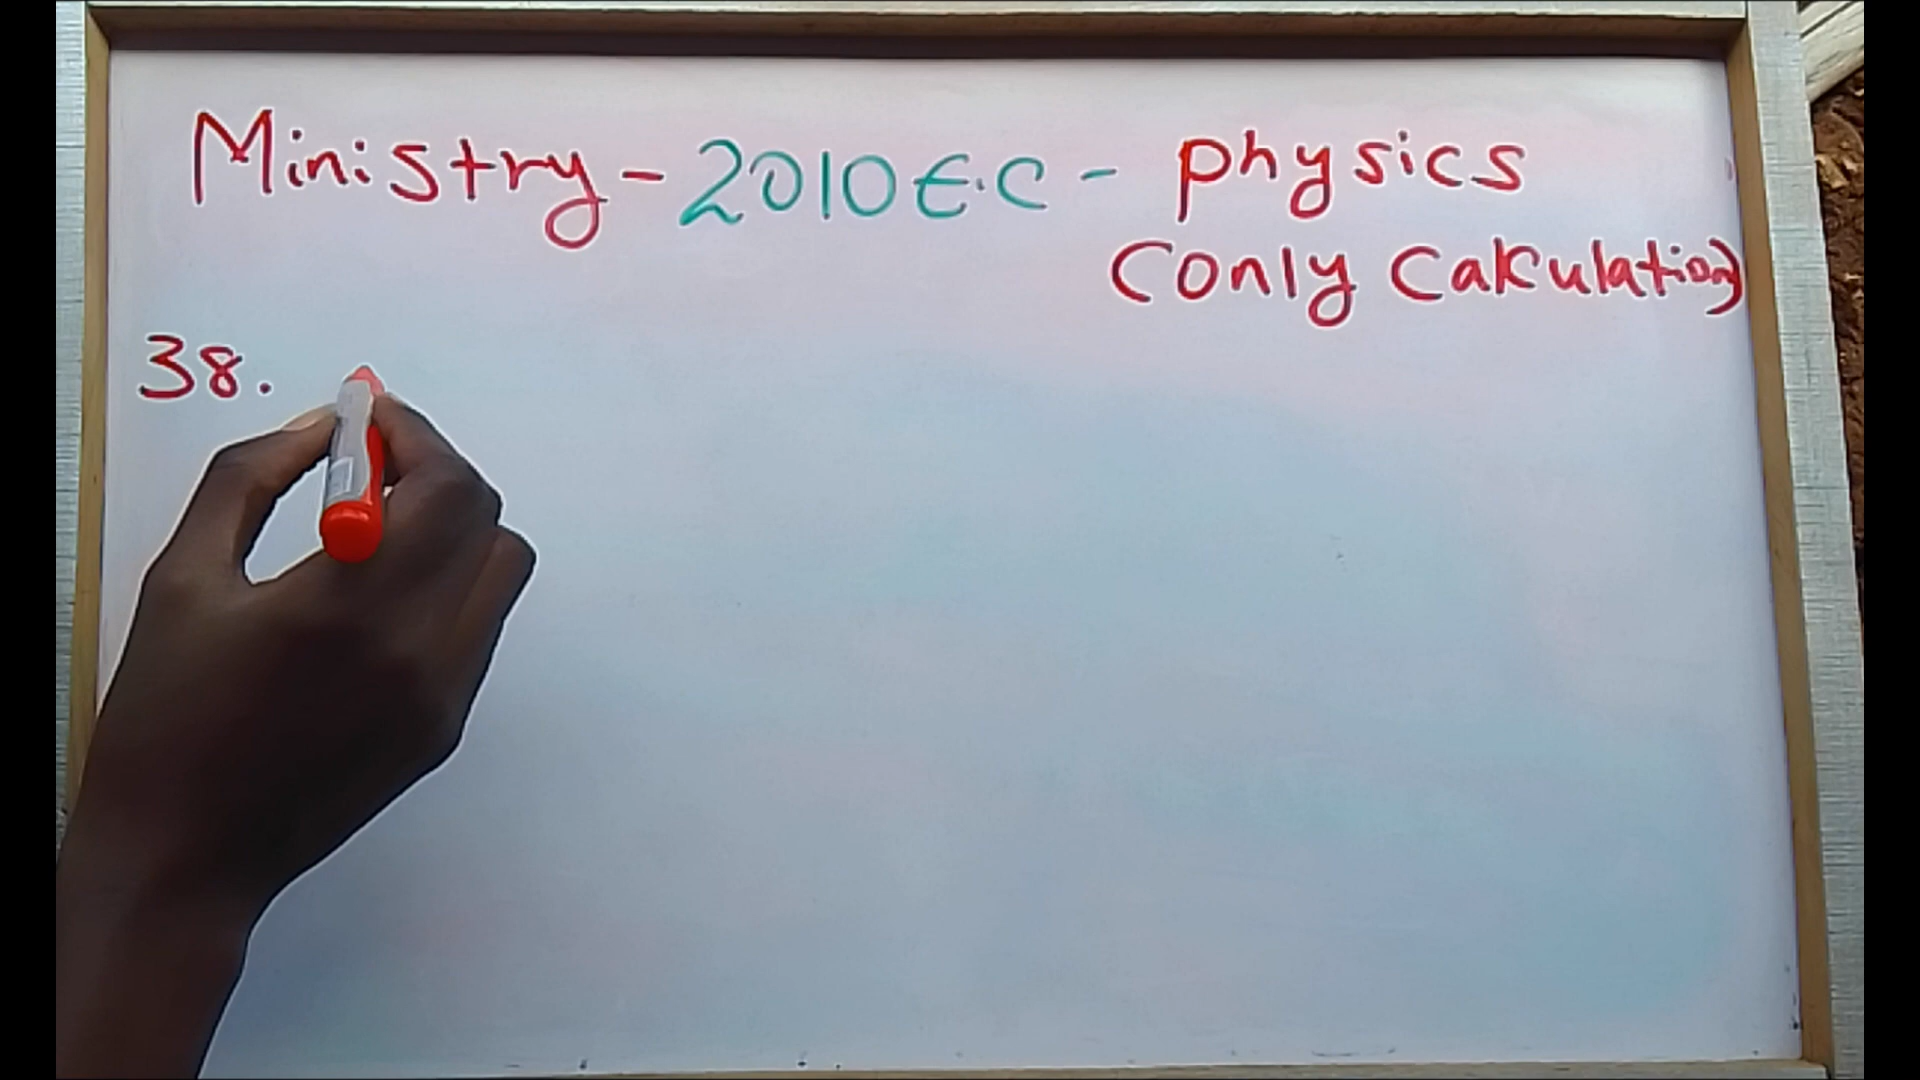 Ministry - 2010 E.C - physics
(only Calculation)
38.